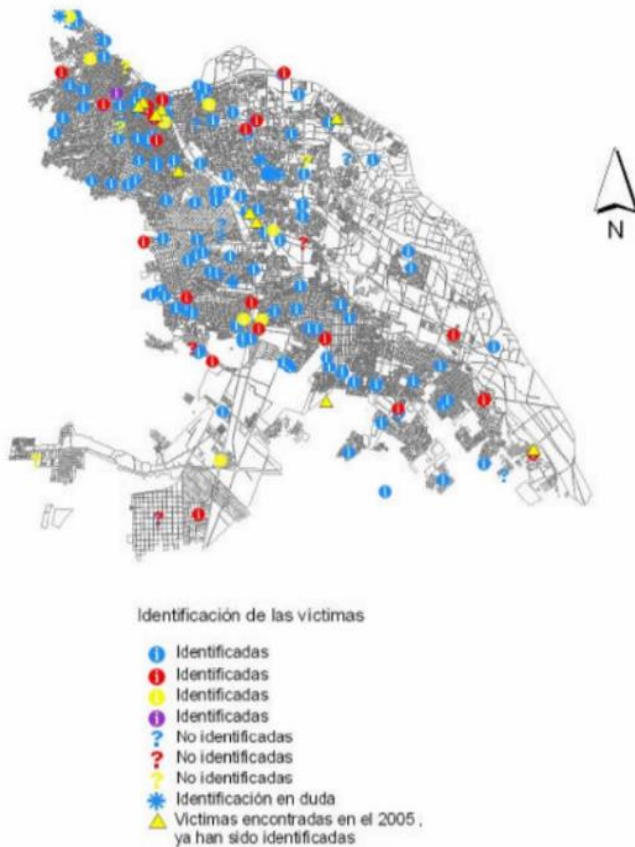 N
Identificación de las víctimas
i Identificadas
i Identificadas
i Identificadas
i Identificadas
? No identificadas
? No identificadas
? No identificadas
Identificación en duda
Victimas encontradas en el 2005 ,
ya han sido identificadas